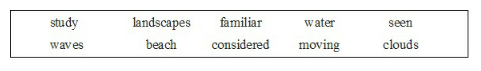 study landscapes familiar water seen
waves beach considered moving clouds